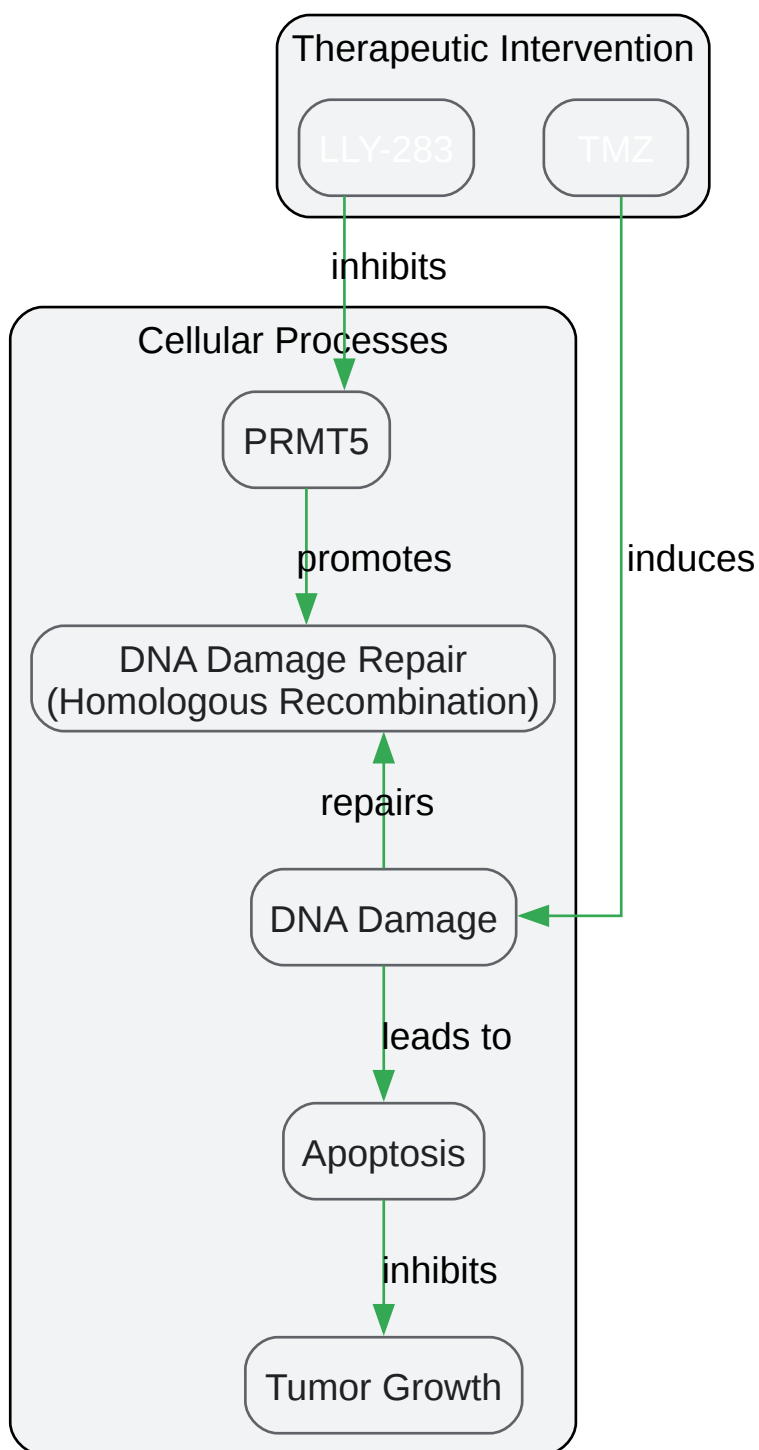 Therapeutic Intervention
LLY-283
TMZ
inhibits
Cellular Processes
PRMT5
promotes
induces
DNA Damage Repair
(Homologous Recombination)
repairs
DNA Damage
leads to
Apoptosis
inhibits
Tumor Growth